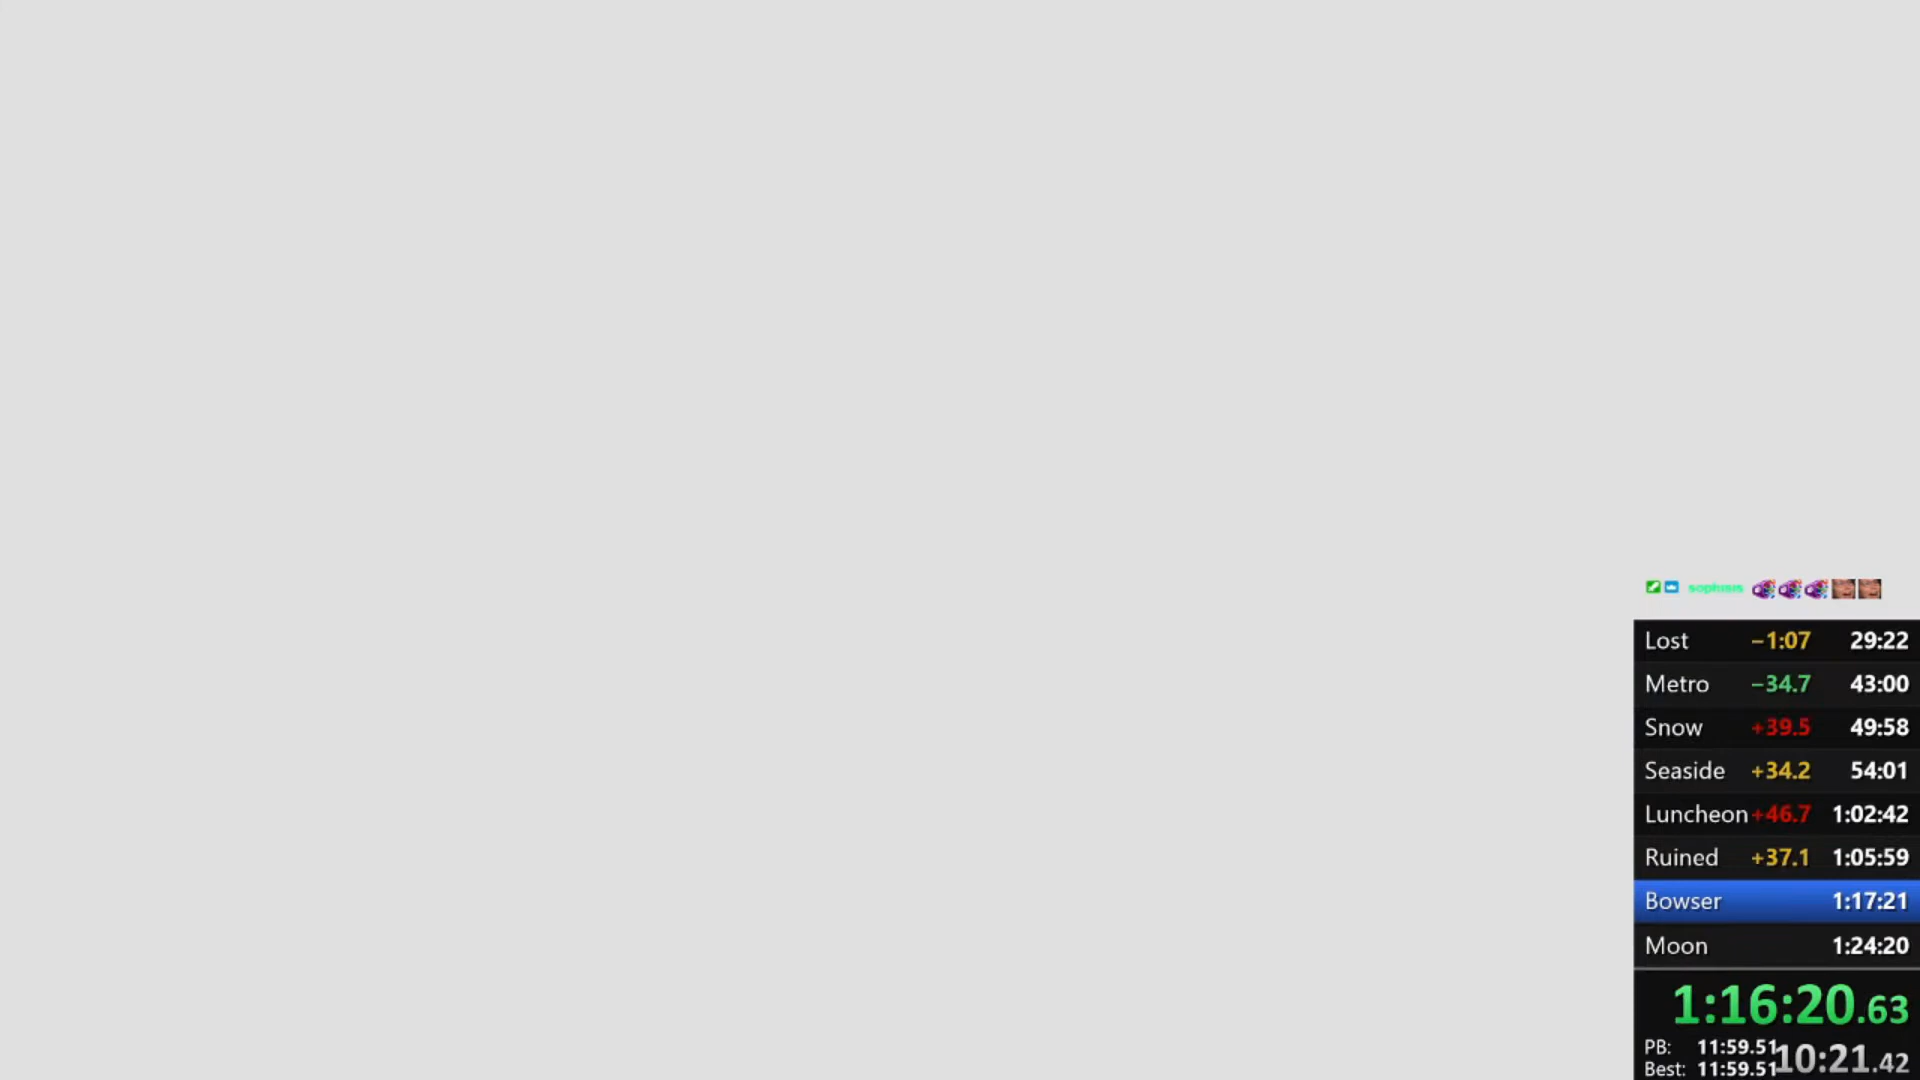 sophusis
Lost −1:07 29:22
Metro −34.7 43:00
Snow +39.5 49:58
Seaside +34.2 54:01
Luncheon +46.7 1:02:42
Ruined +37.1 1:05:59
Bowser 1:17:21
Moon 1:24:20
1:16:20.63
PB: 11:59.51
Best: 11:59.51
10:21.42